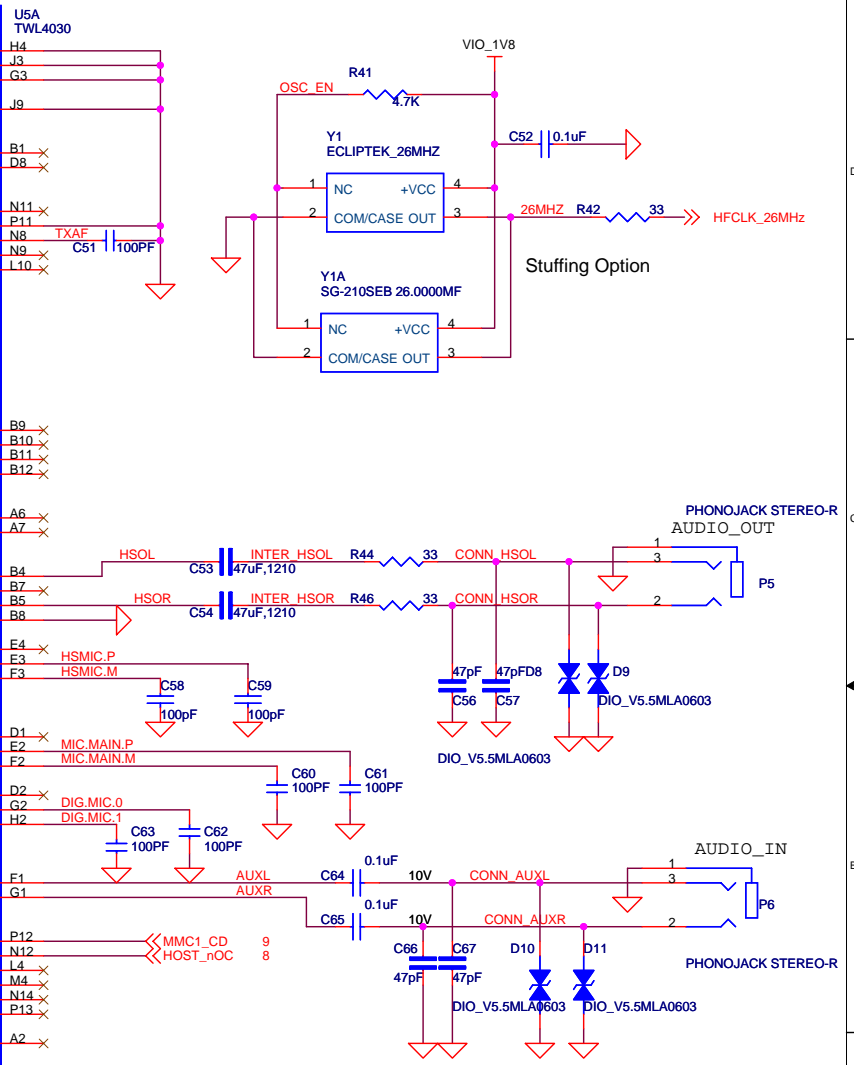 U5A
TWL4030
H4
J3
G3
J9
B1
D8
N11
P11
N8
TXAF
C51
100PF
N9
L10
VIO_1V8
R41
OSC_EN
4.7K
C52
0.1uF
Y1
ECLIPTEK_26MHZ
1
NC
+VCC
4
2
COM/CASE OUT
3
26MHZ
R42
33
HFCLK_26MHz
Stuffing Option
Y1A
SG-210SEB 26.0000MF
1
NC
+VCC
4
2
COM/CASE OUT
3
D
B9
B10
B11
B12
A6
A7
C
PHONOJACK STEREO-R
AUDIO_OUT
1
3
2
P5
B4
HSOL
C53
47uF,1210
INTER_HSOL
R44
33
CONN_HSOL
B7
B5
HSOR
C54
47uF,1210
INTER_HSOR
R46
33
CONN_HSOR
B8
E4
E3
HSMIC.P
F3
HSMIC.M
C58
100pF
C59
100pF
47pF
C56
47pF
C57
D8
D9
DIO_V5.5MLA0603
DIO_V5.5MLA0603
D1
E2
MIC.MAIN.P
F2
MIC.MAIN.M
C60
100PF
C61
100PF
D2
G2
DIG.MIC.0
H2
DIG.MIC.1
C63
100PF
C62
100PF
AUDIO_IN
1
3
2
P6
PHONOJACK STEREO-R
B
F1
AUXL
C64
0.1uF
10V
CONN_AUXL
G1
AUXR
C65
0.1uF
10V
CONN_AUXR
C66
47pF
C67
47pF
D10
DIO_V5.5MLA0603
D11
DIO_V5.5MLA0603
P12
MMC1_CD
9
N12
HOST_nOC
8
L4
M4
N14
P13
A2